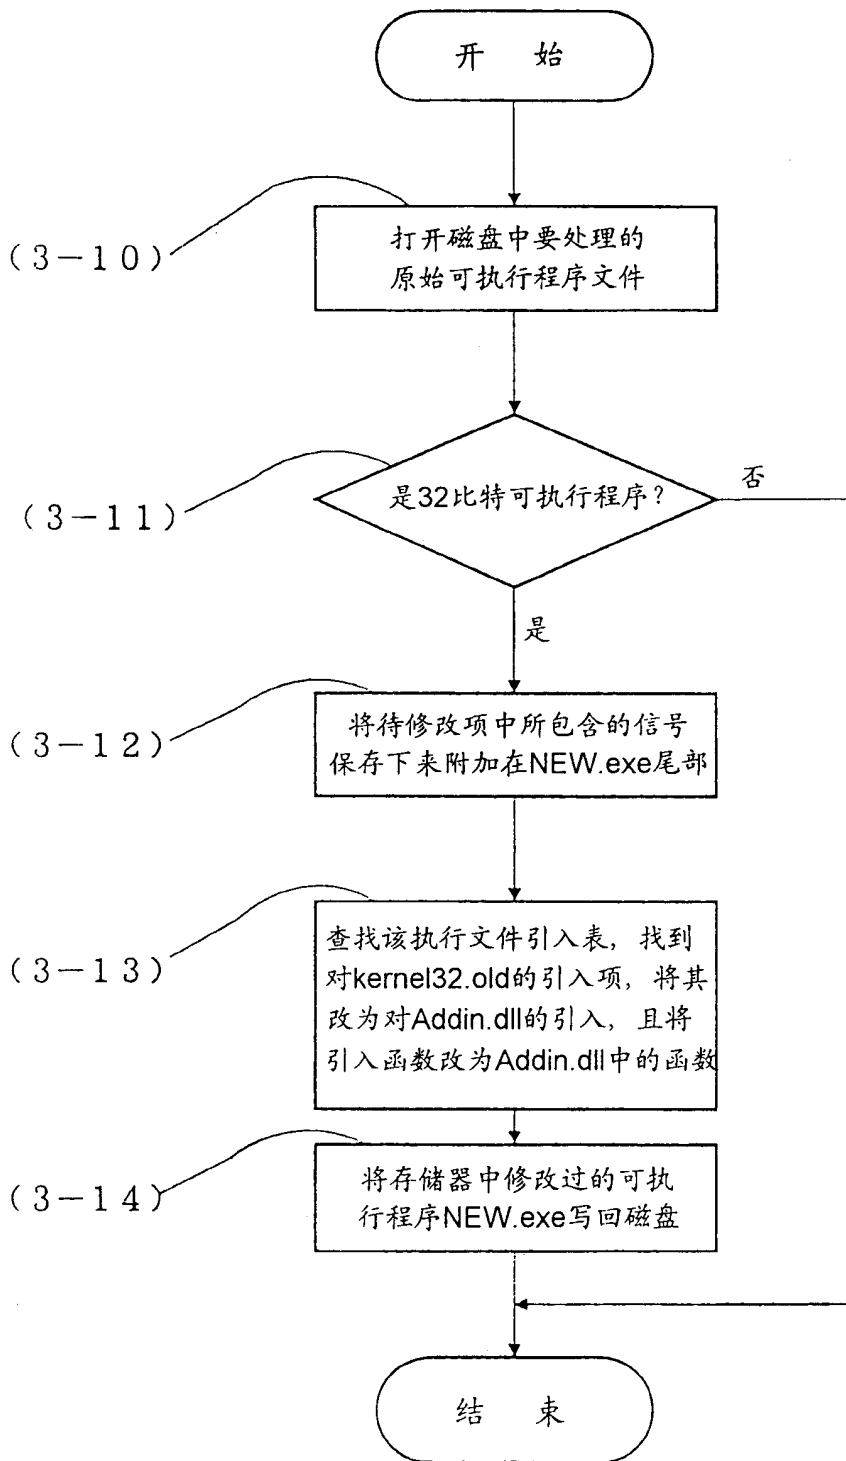 开 始
(3-10)
打开磁盘中要处理的
原始可执行程序文件
(3-11)
是32比特可执行程序?
否
是
(3-12)
将待修改项中所包含的信号
保存下来附加在NEW.exe尾部
(3-13)
查找该执行文件引入表,找到
对kernel32.old的引入项,将其
改为对Addin.dll的引入,且将
引入函数改为Addin.dll中的函数
(3-14)
将存储器中修改过的可执
行程序NEW.exe写回磁盘
结 束